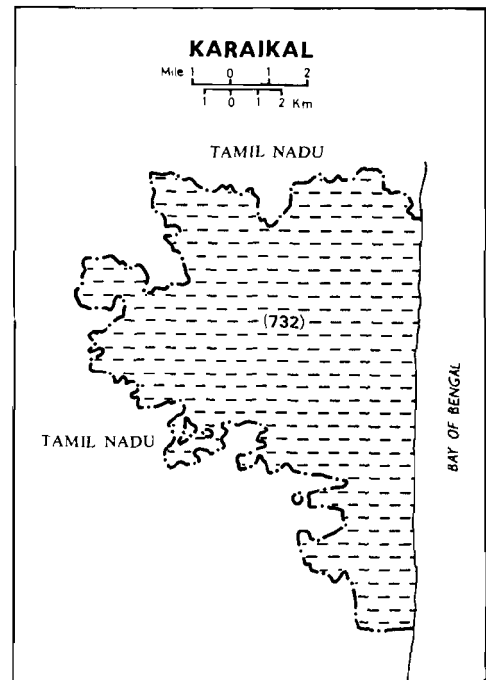 KARAIKAL
Mile 1 0 1 2
1 0 1 2 Km
TAMIL NADU
(732)
TAMIL NADU
BAY OF BENGAL